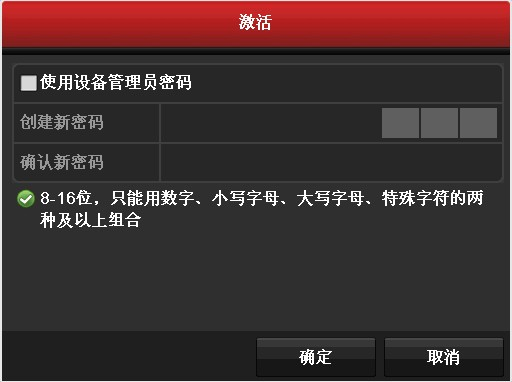 激活
使用设备管理员密码
创建新密码
确认新密码
8-16位，只能用数字、小写字母、大写字母、特殊字符的两
种及以上组合
确定
取消